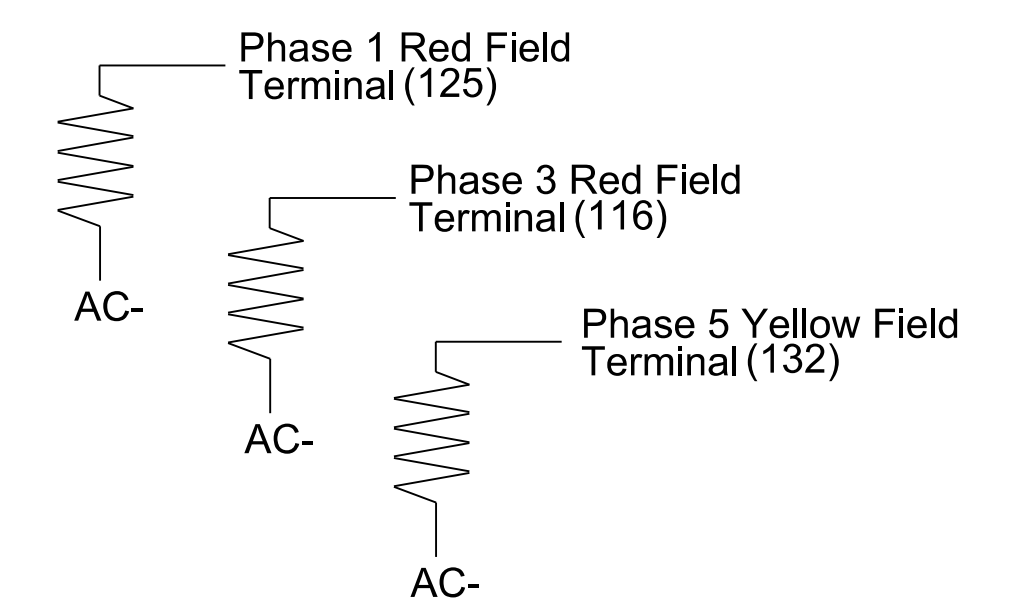 Phase 1 Red Field
Terminal (125)
AC-
Phase 3 Red Field
Terminal (116)
AC-
Phase 5 Yellow Field
Terminal (132)
AC-